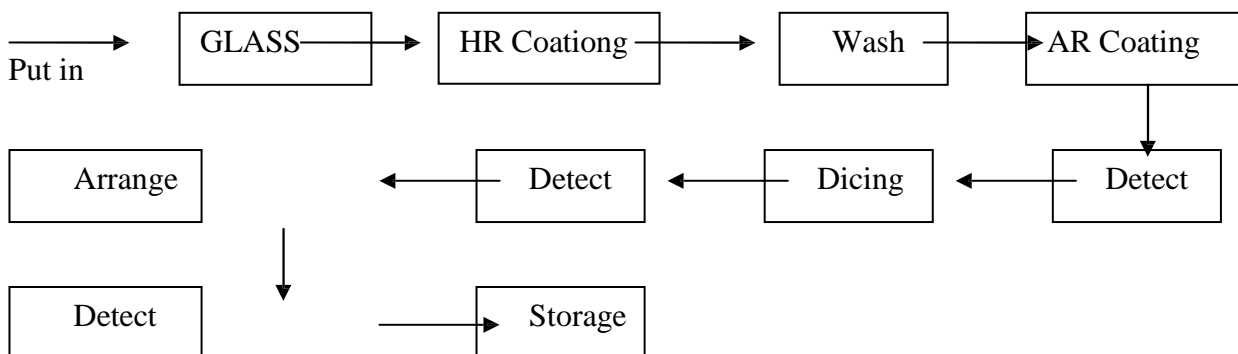 Put in
GLASS
HR Coationg
Wash
AR Coating
Detect
Dicing
Detect
Arrange
Detect
Storage